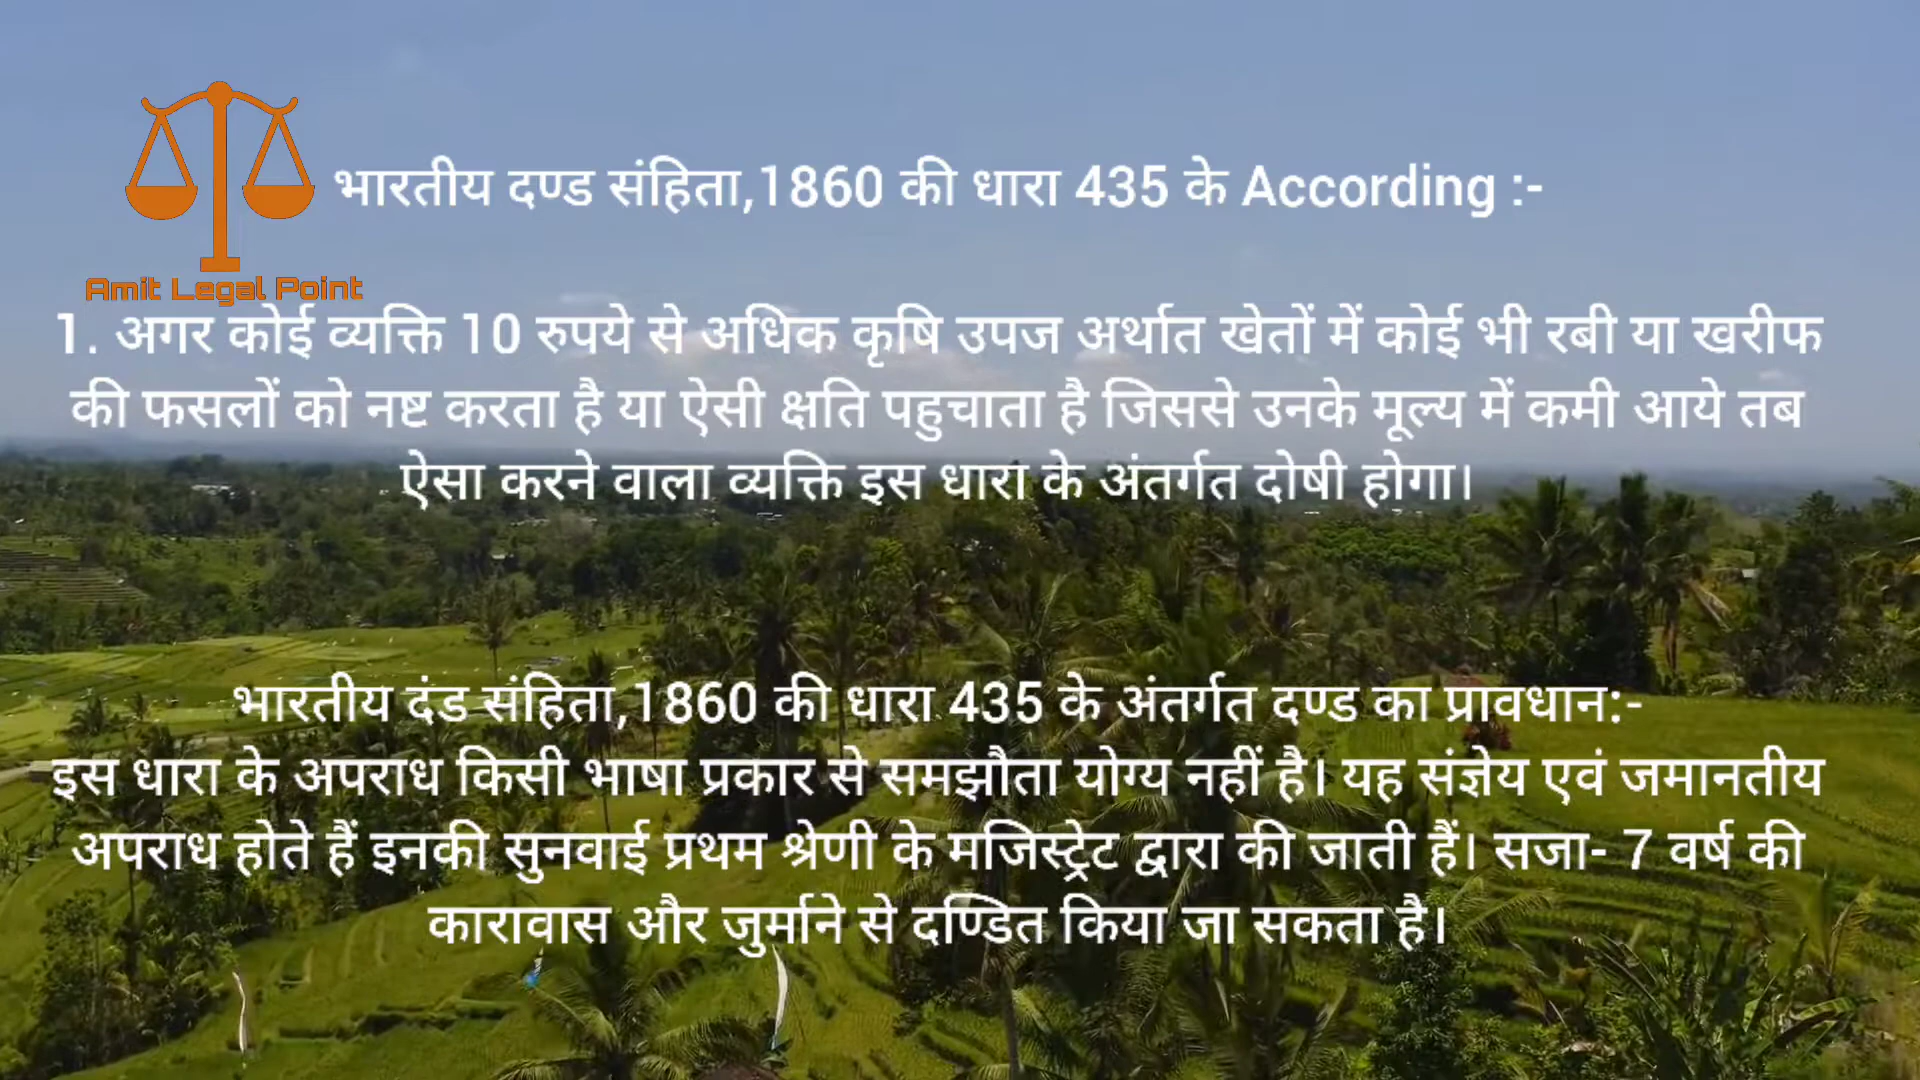 भारतीय दण्ड संहिता,1860 की धारा 435 के According :-
Amit Legal Point
1. अगर कोई व्यक्ति 10 रुपये से अधिक कृषि उपज अर्थात खेतों में कोई भी रबी या खरीफ
की फसलों को नष्ट करता है या ऐसी क्षति पहुचाता है जिससे उनके मूल्य में कमी आये तब
ऐसा करने वाला व्यक्ति इस धारा के अंतर्गत दोषी होगा।
भारतीय दंड संहिता,1860 की धारा 435 के अंतर्गत दण्ड का प्रावधान:-
इस धारा के अपराध किसी भाषा प्रकार से समझौता योग्य नहीं है। यह संज्ञेय एवं जमानतीय
अपराध होते हैं इनकी सुनवाई प्रथम श्रेणी के मजिस्ट्रेट द्वारा की जाती हैं। सजा- 7 वर्ष की
कारावास और जुर्माने से दण्डित किया जा सकता है।